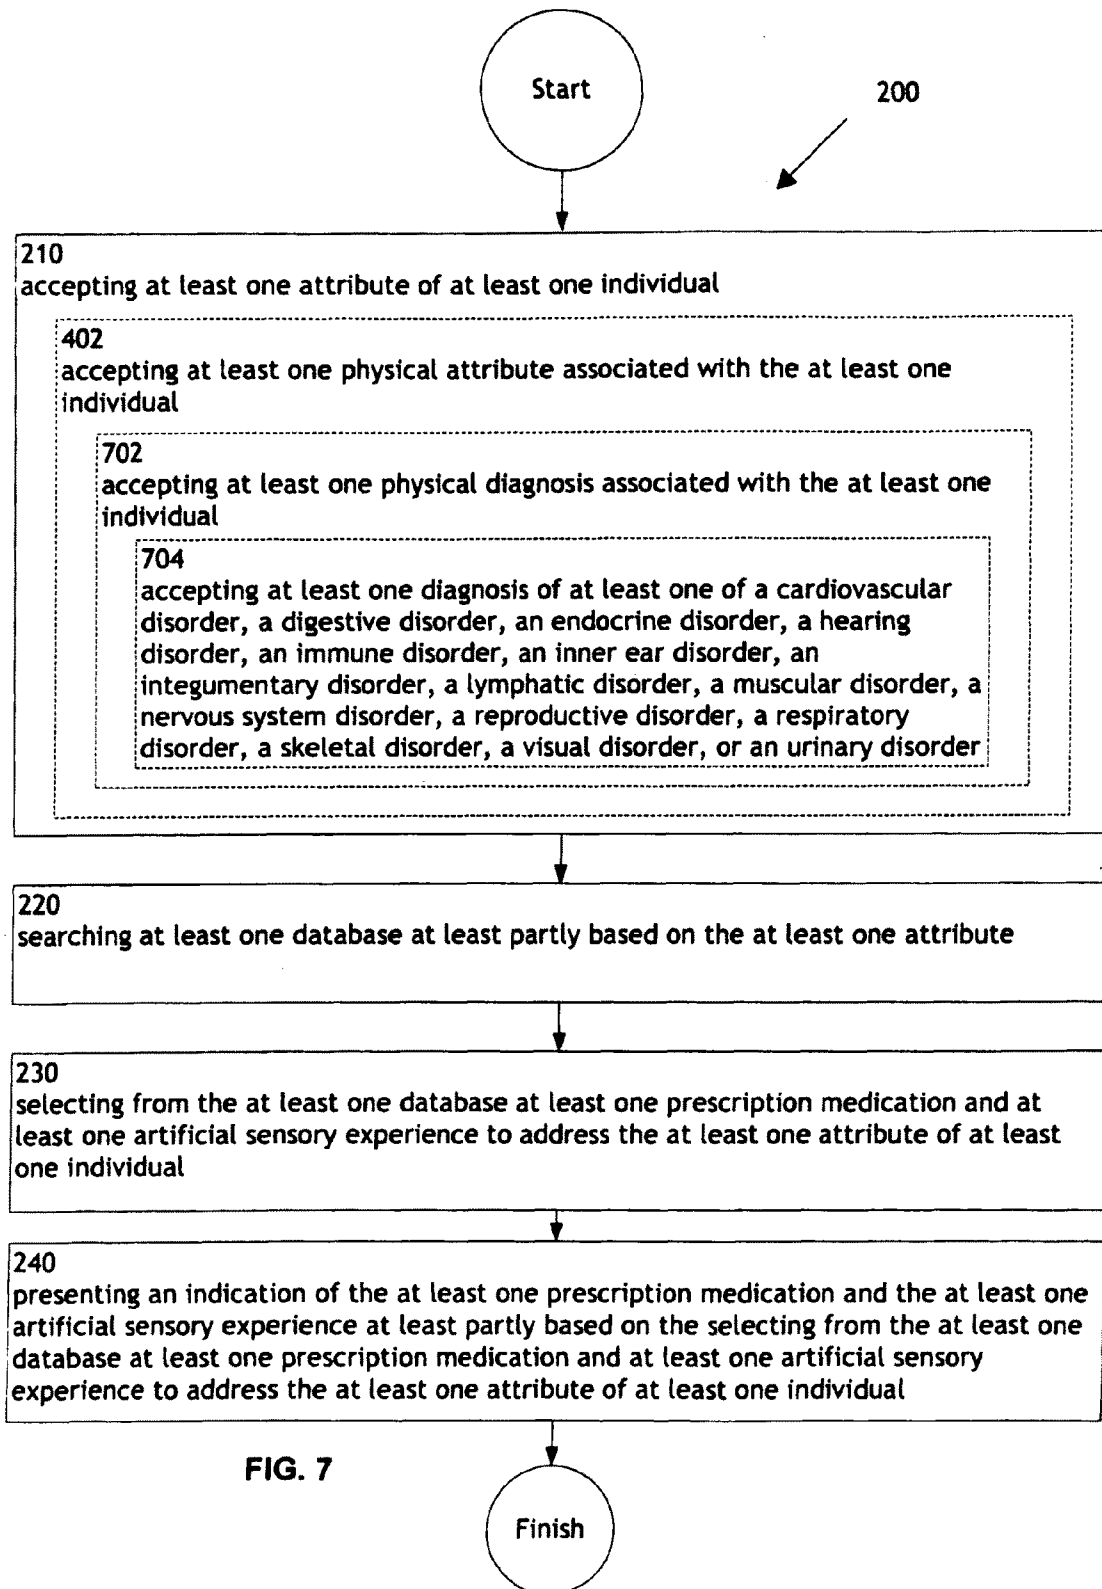 Start
200
210
accepting at least one attribute of at least one individual
402
accepting at least one physical attribute associated with the at least one
individual
702
accepting at least one physical diagnosis associated with the at least one
individual
704
accepting at least one diagnosis of at least one of a cardiovascular
disorder, a digestive disorder, an endocrine disorder, a hearing
disorder, an immune disorder, an inner ear disorder, an
integumentary disorder, a lymphatic disorder, a muscular disorder, a
nervous system disorder, a reproductive disorder, a respiratory
disorder, a skeletal disorder, a visual disorder, or an urinary disorder
220
searching at least one database at least partly based on the at least one attribute
230
selecting from the at least one database at least one prescription medication and at
least one artificial sensory experience to address the at least one attribute of at least
one individual
240
presenting an indication of the at least one prescription medication and the at least one
artificial sensory experience at least partly based on the selecting from the at least one
database at least one prescription medication and at least one artificial sensory
experience to address the at least one attribute of at least one individual
FIG. 7
Finish